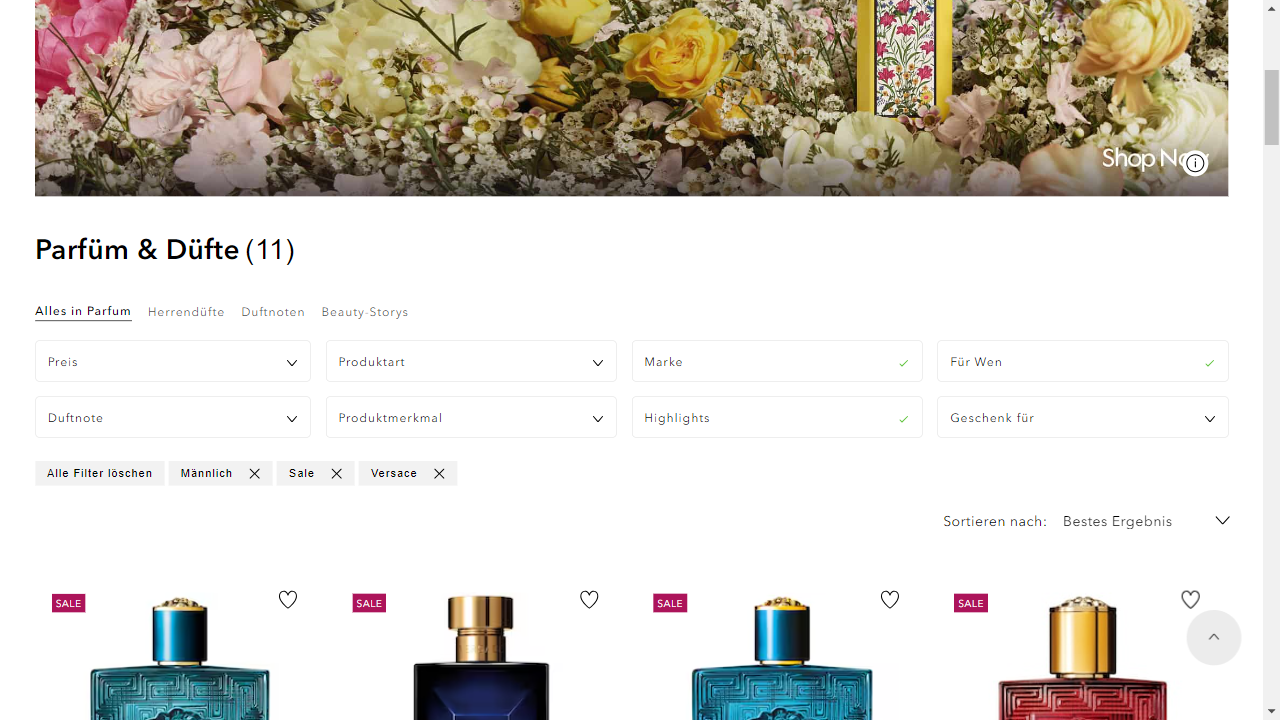 Shop Now
Parfüm & Düfte (11)
Alles in Parfum Herrendüfte Duftnoten Beauty-Storys
Preis Produktart Marke Für Wen
Duftnote Produktmerkmal Highlights Geschenk für
Alle Filter löschen Männlich Sale Versace
Sortieren nach: Bestes Ergebnis
SALE SALE SALE SALE